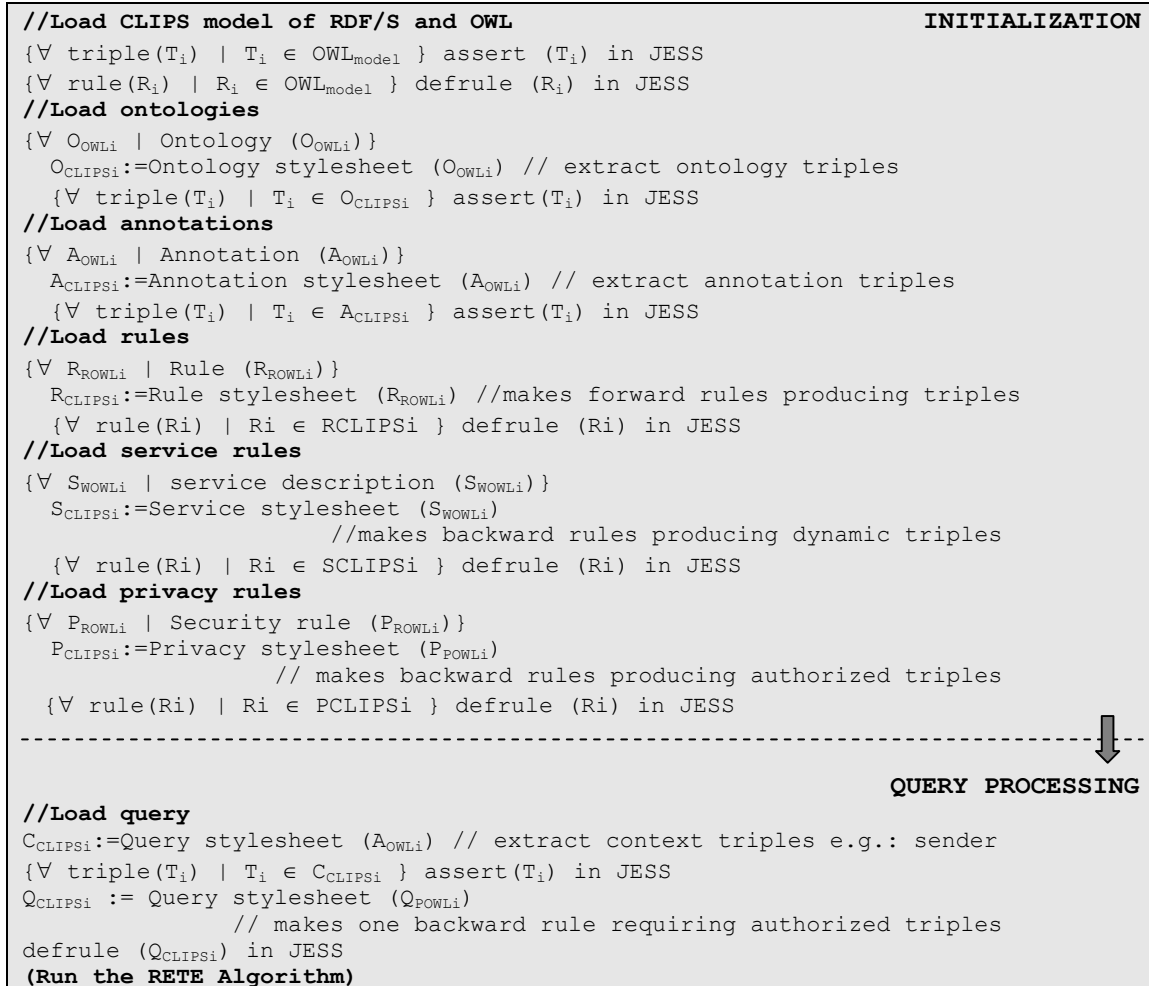 //Load CLIPS model of RDF/S and OWL INITIALIZATION
{∀ triple(Ti) | Ti ∈ OWLmodel } assert (Ti) in JESS
{∀ rule(Ri) | Ri ∈ OWLmodel } defrule (Ri) in JESS
//Load ontologies
{∀ OOWLi | Ontology (OOWLi)}
OCLIPSi:=Ontology stylesheet (OOWLi) // extract ontology triples
{∀ triple(Ti) | Ti ∈ OCLIPSi } assert(Ti) in JESS
//Load annotations
{∀ AOWLi | Annotation (AOWLi)}
ACLIPSi:=Annotation stylesheet (AOWLi) // extract annotation triples
{∀ triple(Ti) | Ti ∈ ACLIPSi } assert(Ti) in JESS
//Load rules
{∀ RROWLi | Rule (RROWLi)}
RCLIPSi:=Rule stylesheet (RROWLi) //makes forward rules producing triples
{∀ rule(Ri) | Ri ∈ RCLIPSi } defrule (Ri) in JESS
//Load service rules
{∀ SWOWLi | service description (SWOWLi)}
SCLIPSi:=Service stylesheet (SWOWLi)
//makes backward rules producing dynamic triples
{∀ rule(Ri) | Ri ∈ SCLIPSi } defrule (Ri) in JESS
//Load privacy rules
{∀ PROWLi | Security rule (PROWLi)}
PCLIPSi:=Privacy stylesheet (PPOWLi)
// makes backward rules producing authorized triples
{∀ rule(Ri) | Ri ∈ PCLIPSi } defrule (Ri) in JESS
QUERY PROCESSING
//Load query
CCLIPSi:=Query stylesheet (AOWLi) // extract context triples e.g.: sender
{∀ triple(Ti) | Ti ∈ CCLIPSi } assert(Ti) in JESS
QCLIPSi := Query stylesheet (QPOWLi)
// makes one backward rule requiring authorized triples
defrule (QCLIPSi) in JESS
(Run the RETE Algorithm)